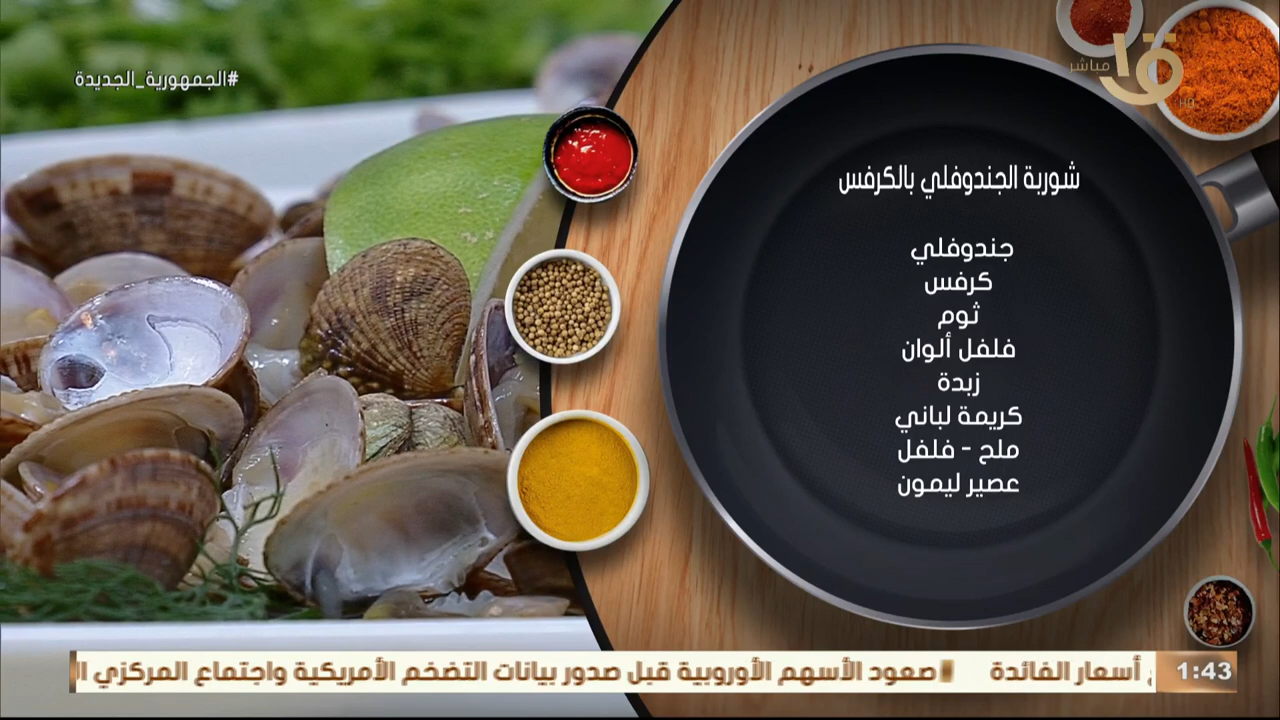 #الجمهورية_الجديدة
مباشر
HD
شوربة الجندوفلي بالكرفس
جندوفلي
كرفس
ثوم
فلفل ألوان
زبدة
كريمة لباني
ملح - فلفل
عصير ليمون
أسعار الفائدة صعود الأسهم الأوروبية قبل صدور بيانات التضخم الأمريكية واجتماع المركزي
1:43